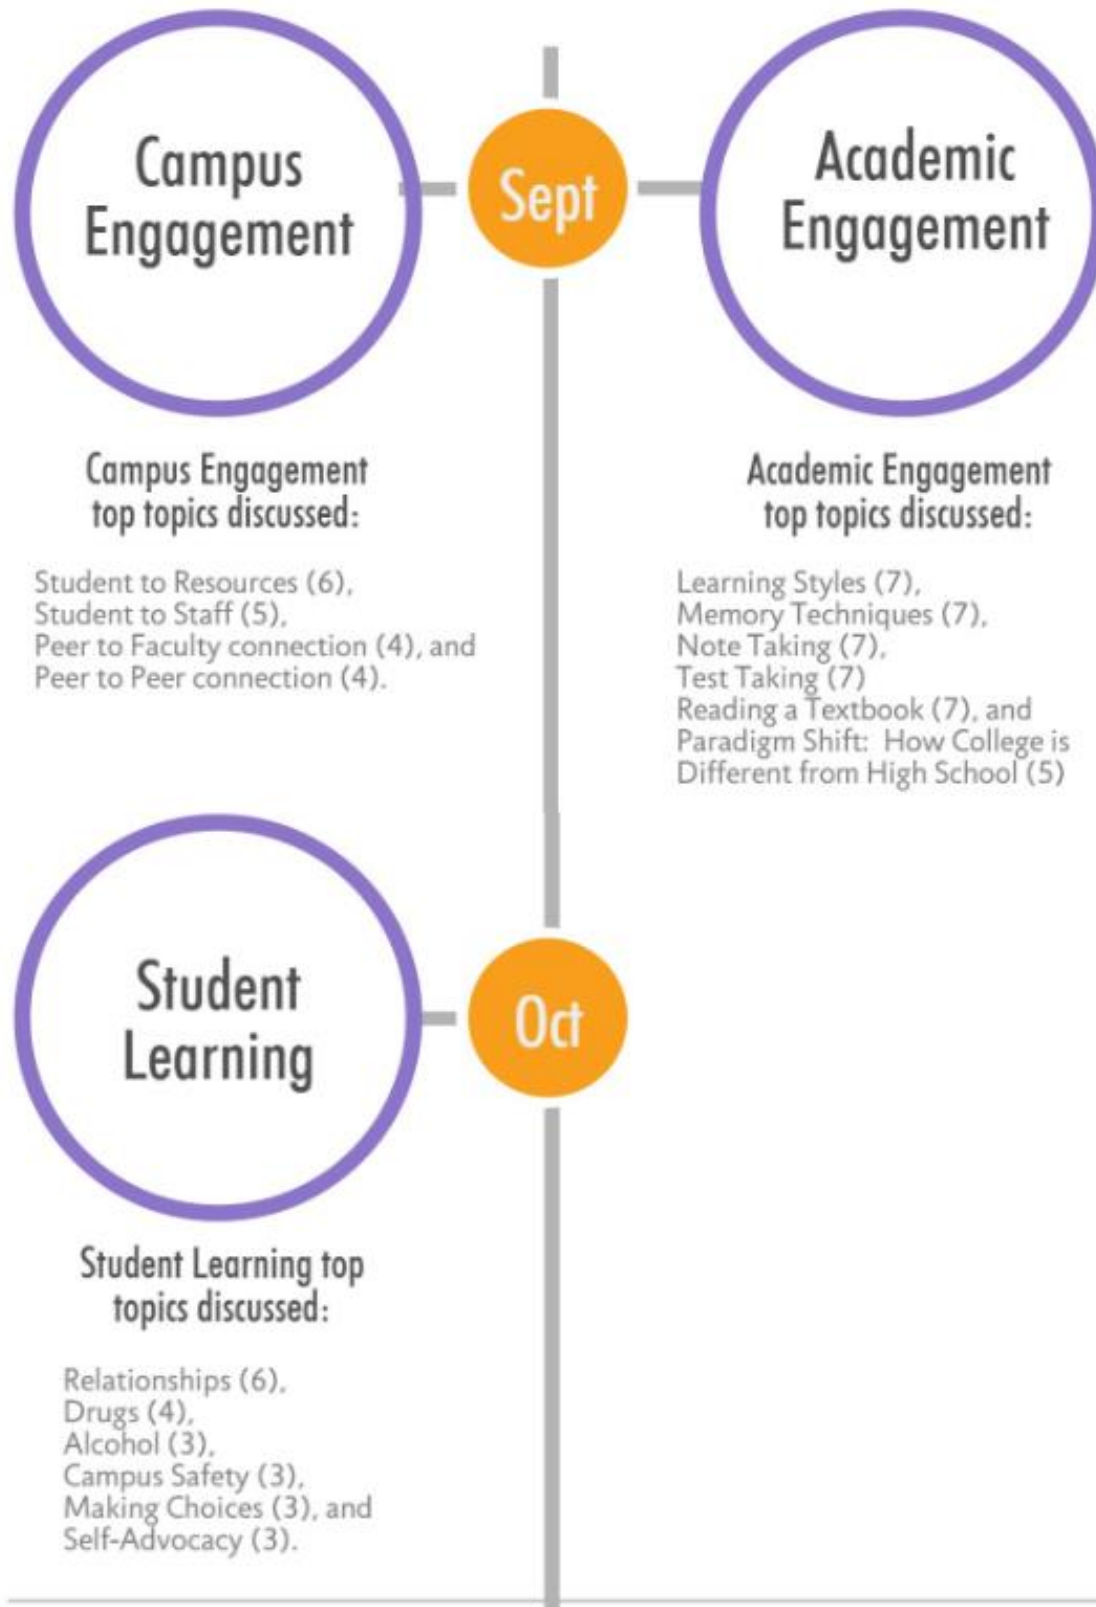 Campus
Engagement
Sept
Academic
Engagement
Campus Engagement
top topics discussed:
Student to Resources (6),
Student to Staff (5),
Peer to Faculty connection (4), and
Peer to Peer connection (4).
Academic Engagement
top topics discussed:
Learning Styles (7),
Memory Techniques (7),
Note Taking (7),
Test Taking (7)
Reading a Textbook (7), and
Paradigm Shift: How College is
Different from High School (5)
Student
Learning
Oct
Student Learning top
topics discussed:
Relationships (6),
Drugs (4),
Alcohol (3),
Campus Safety (3),
Making Choices (3), and
Self-Advocacy (3).